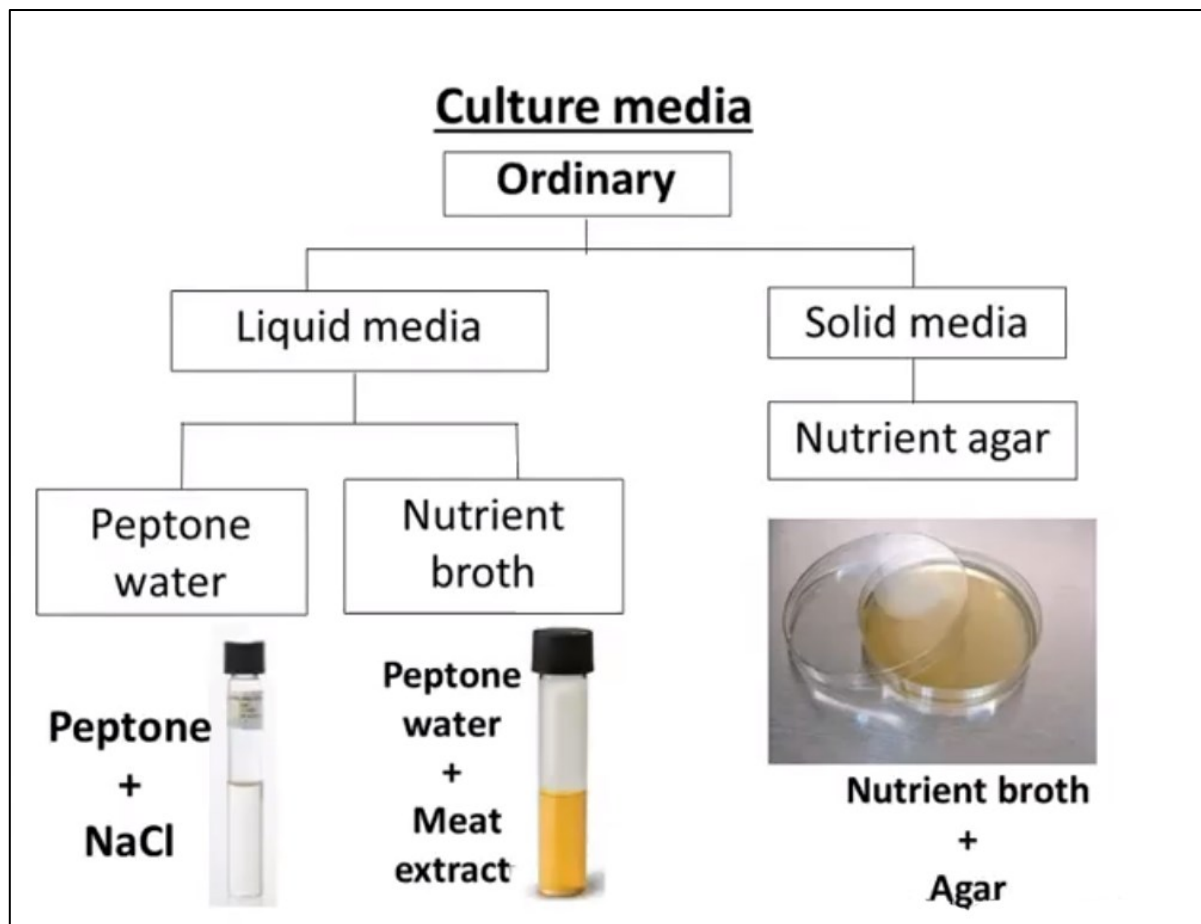 Culture media
Ordinary
Liquid media
Solid media
Nutrient agar
Peptone
water
Nutrient
broth
Peptone
+
NaCl
Peptone
water
+
Meat
extract
Nutrient broth
+
Agar